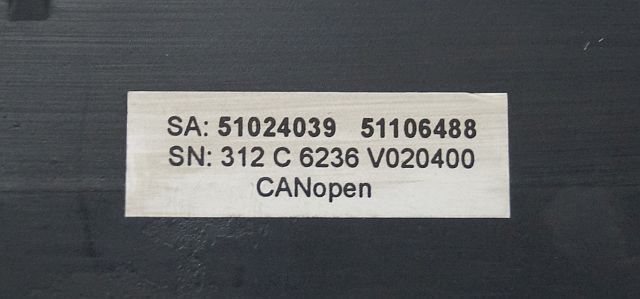 SA: 51024039 51106488
SN: 312 C 6236 V020400
CANopen